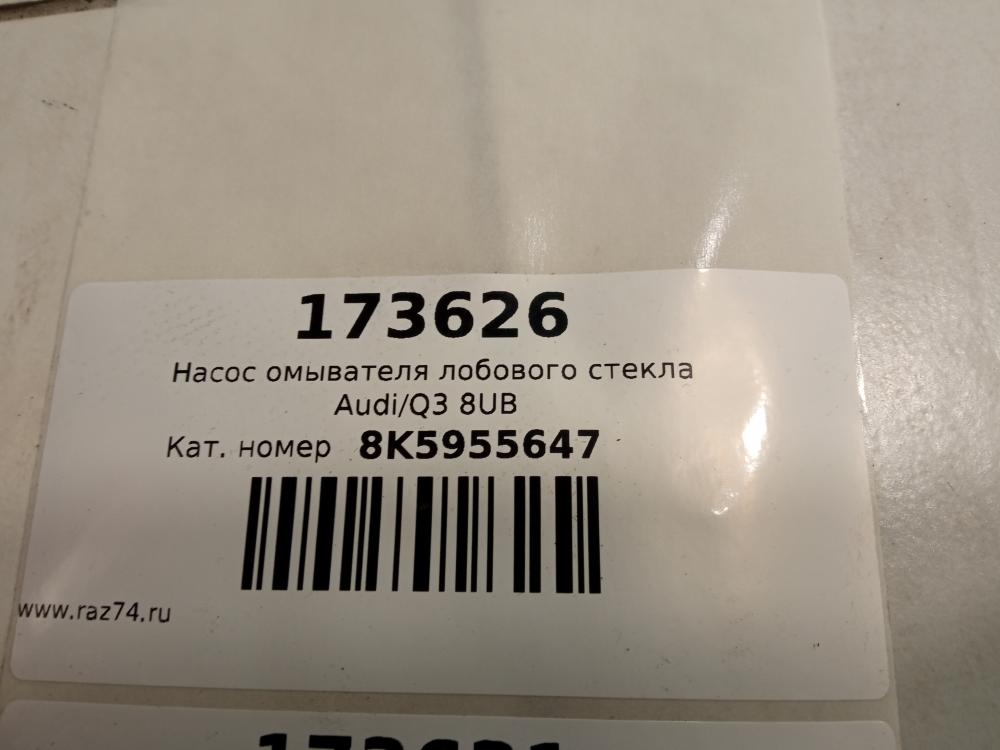 173626
Насос омывателя лобового стекла
Audi/Q3 8UB
Кат. номер 8K5955647
www.raz74.ru